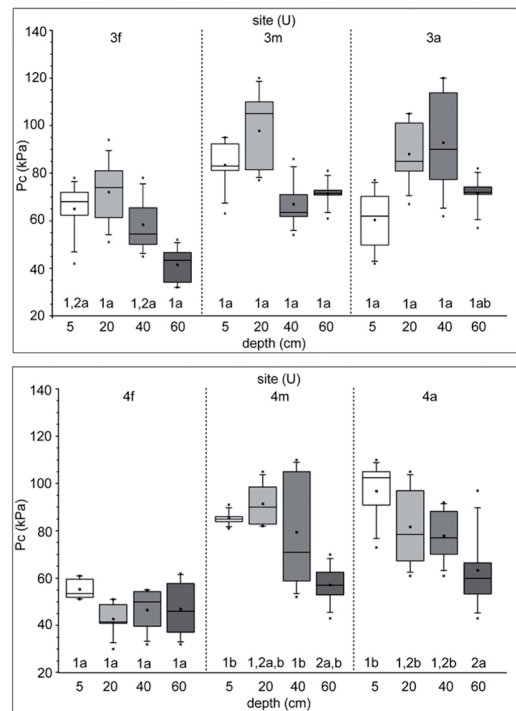 site (U)
3f 3m 3a
140
120
100
80
60
40
20
Pc (kPa)
1,2a 1a 1,2a 1a 1a 1a 1a 1a 1a 1a 1a 1ab
5 20 40 60 5 20 40 60 5 20 40 60
depth (cm)
site (U)
4f 4m 4a
140
120
100
80
60
40
20
Pc (kPa)
1a 1a 1a 1a 1b 1,2a,b 1b 2a,b 1b 1,2b 1,2b 2a
5 20 40 60 5 20 40 60 5 20 40 60
depth (cm)